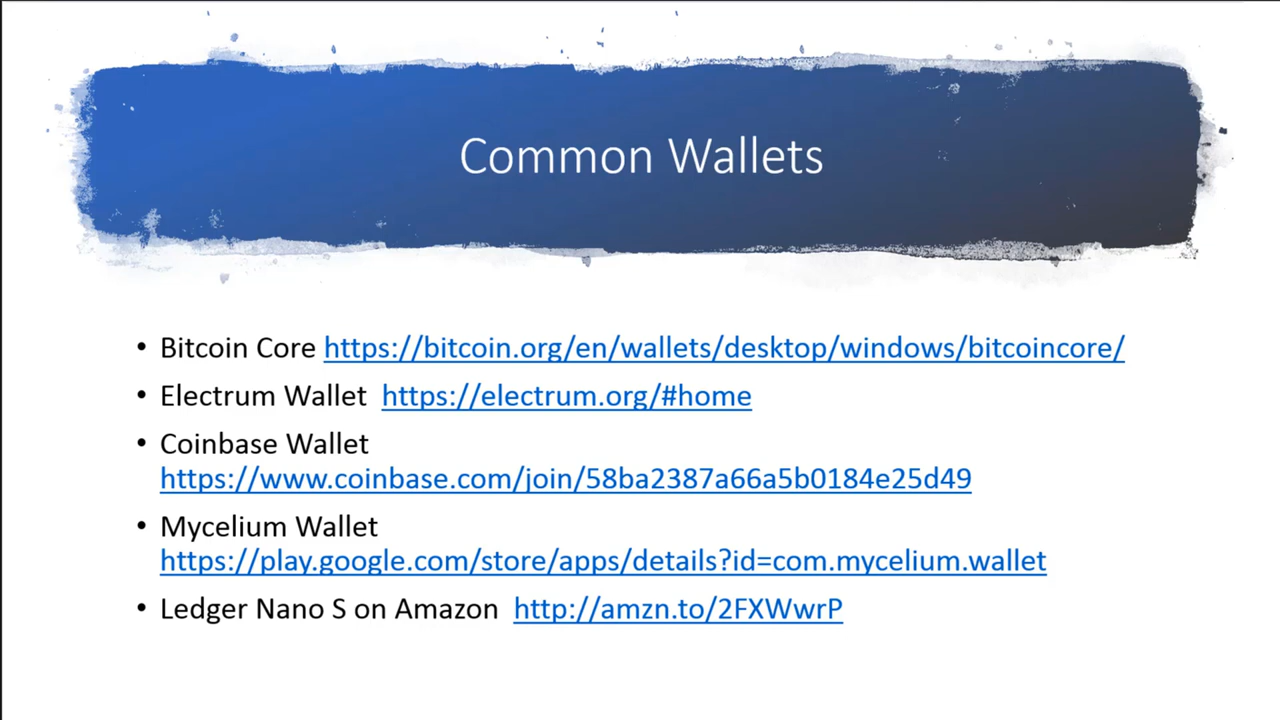 Common Wallets
• Bitcoin Core https://bitcoin.org/en/wallets/desktop/windows/bitcoincore/
• Electrum Wallet https://electrum.org/#home
• Coinbase Wallet
https://www.coinbase.com/join/58ba2387a66a5b0184e25d49
• Mycelium Wallet
https://play.google.com/store/apps/details?id=com.mycelium.wallet
• Ledger Nano S on Amazon http://amzn.to/2FXWwrP